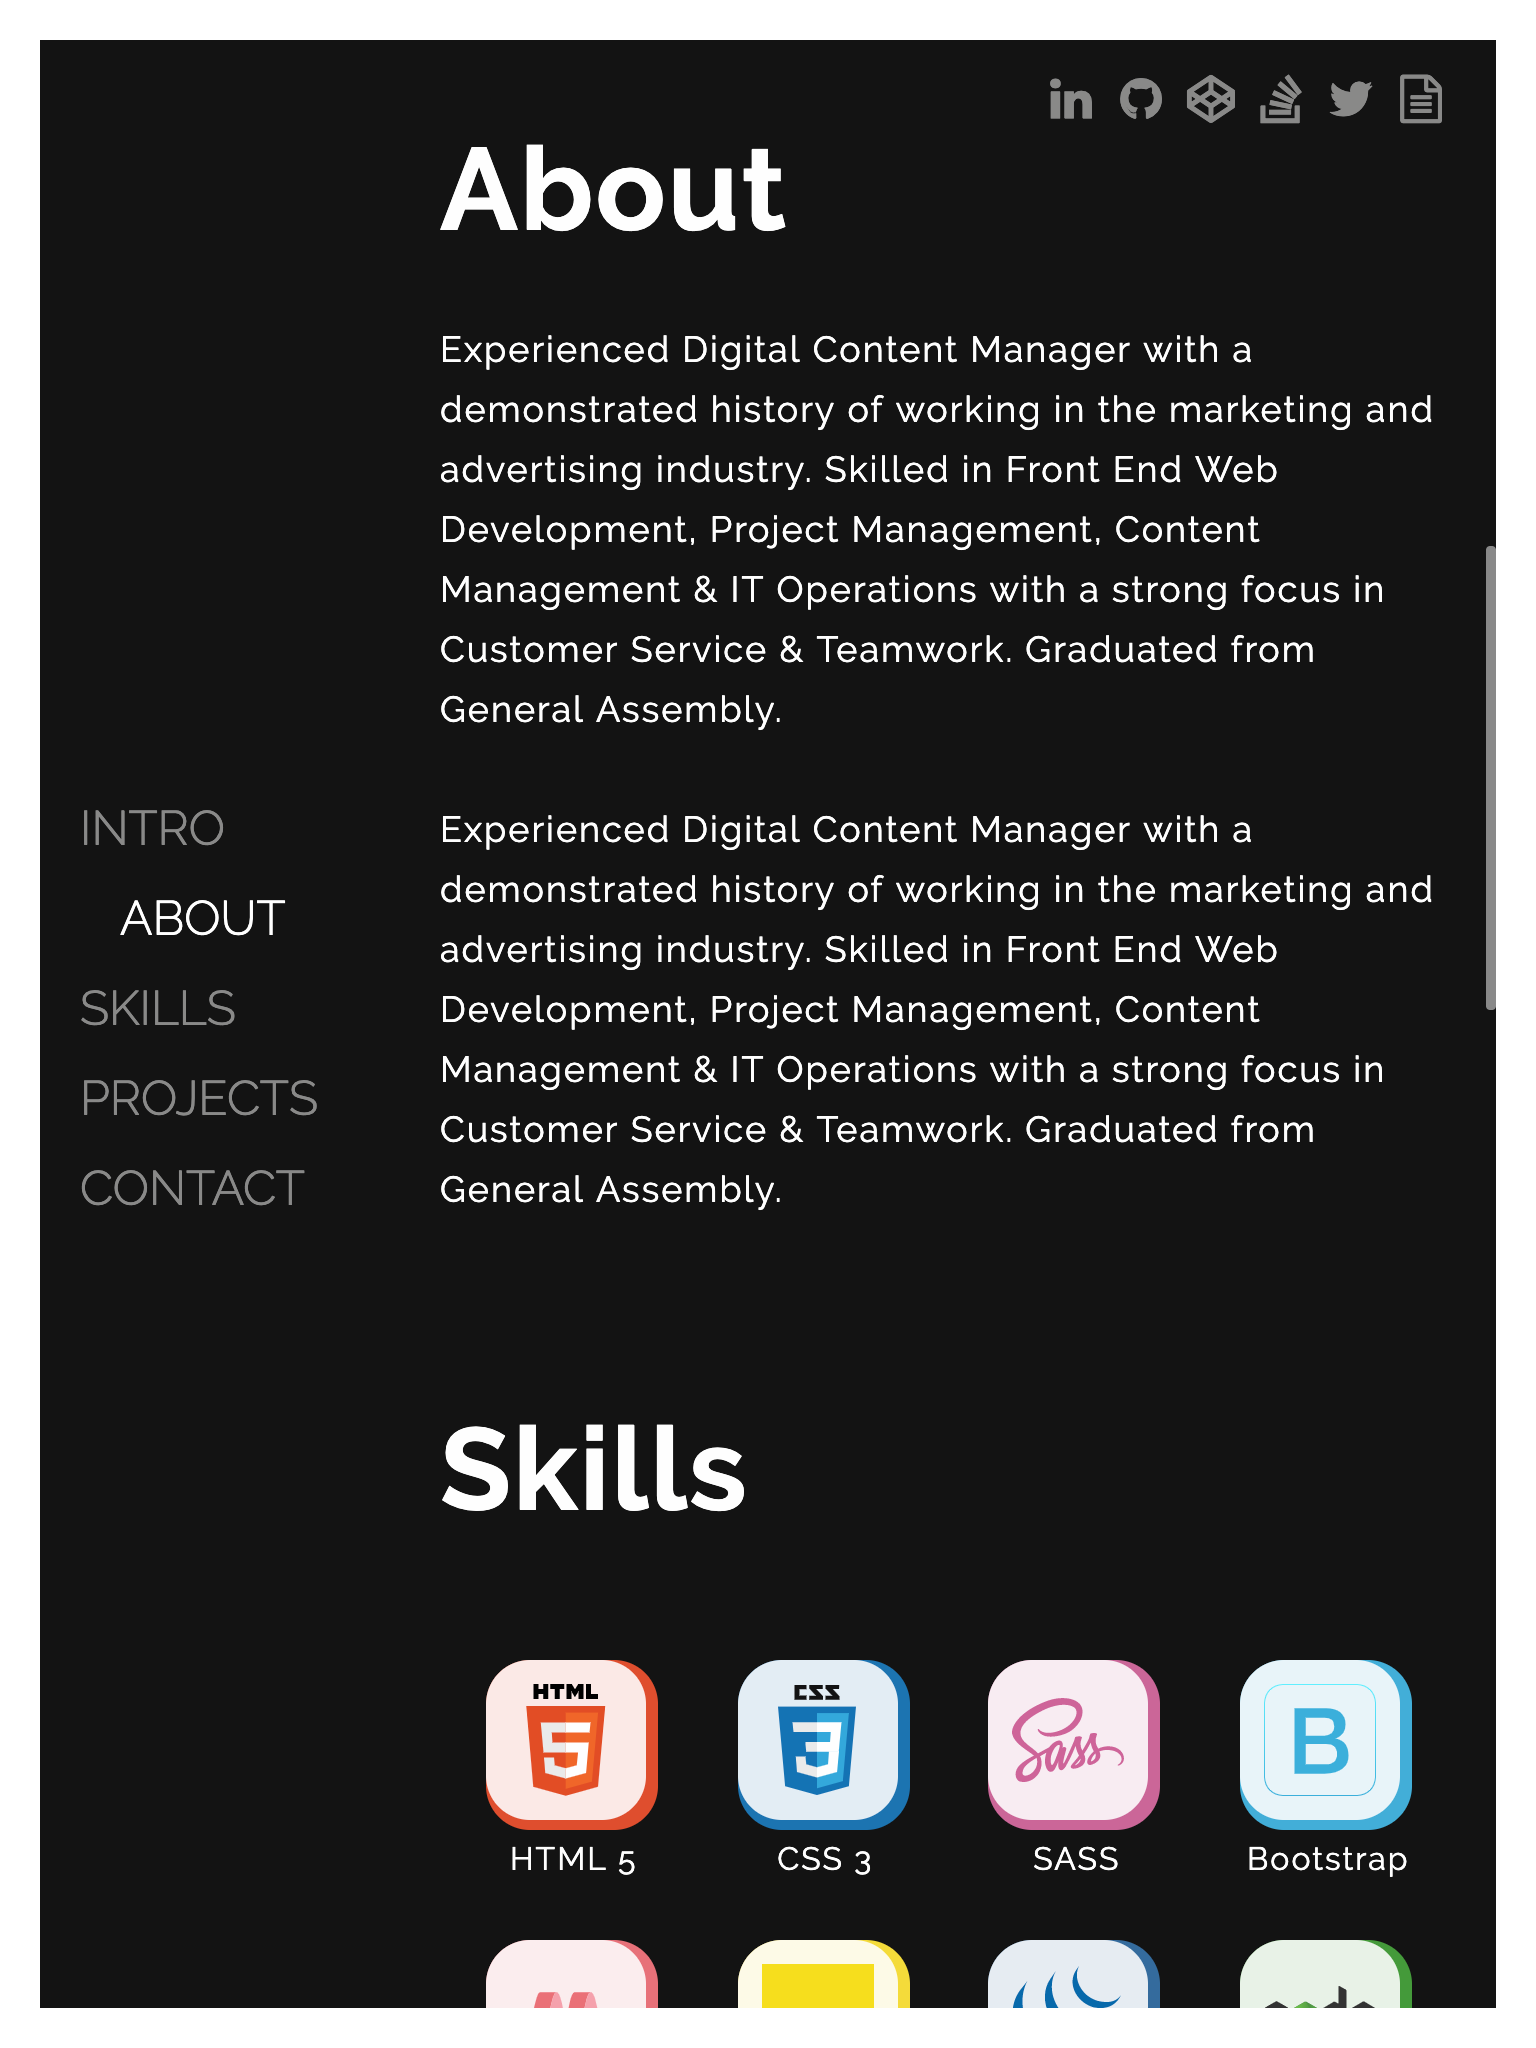 in
About
Experienced Digital Content Manager with a
demonstrated history of working in the marketing and
advertising industry. Skilled in Front End Web
Development, Project Management, Content
Management & IT Operations with a strong focus in
Customer Service & Teamwork. Graduated from
General Assembly.
INTRO
ABOUT
SKILLS
PROJECTS
CONTACT
Experienced Digital Content Manager with a
demonstrated history of working in the marketing and
advertising industry. Skilled in Front End Web
Development, Project Management, Content
Management & IT Operations with a strong focus in
Customer Service & Teamwork. Graduated from
General Assembly.
Skills
HTML 5
CSS 3
Sass
B
HTML 5
CSS 3
SASS
Bootstrap